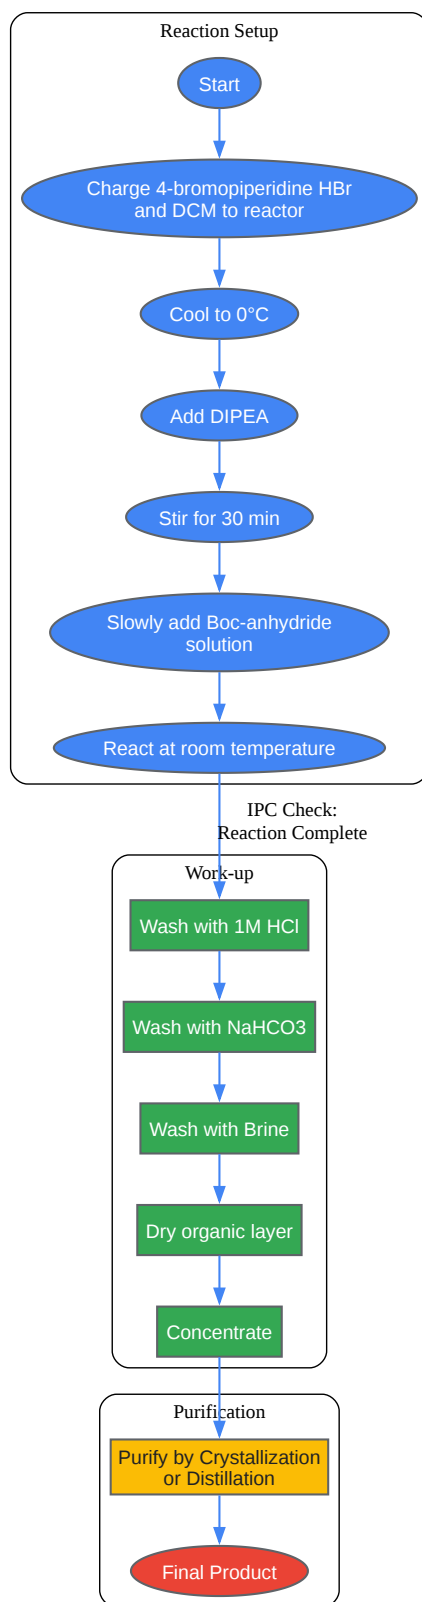 Reaction Setup
Start
Charge 4-bromopiperidine HBr
and DCM to reactor
Cool to 0°C
Add DIPEA
Stir for 30 min
Slowly add Boc-anhydride
solution
React at room temperature
IPC Check:
Reaction Complete
Work-up
Wash with 1M HCl
Wash with NaHCO3
Wash with Brine
Dry organic layer
Concentrate
Purification
Purify by Crystallization
or Distillation
Final Product